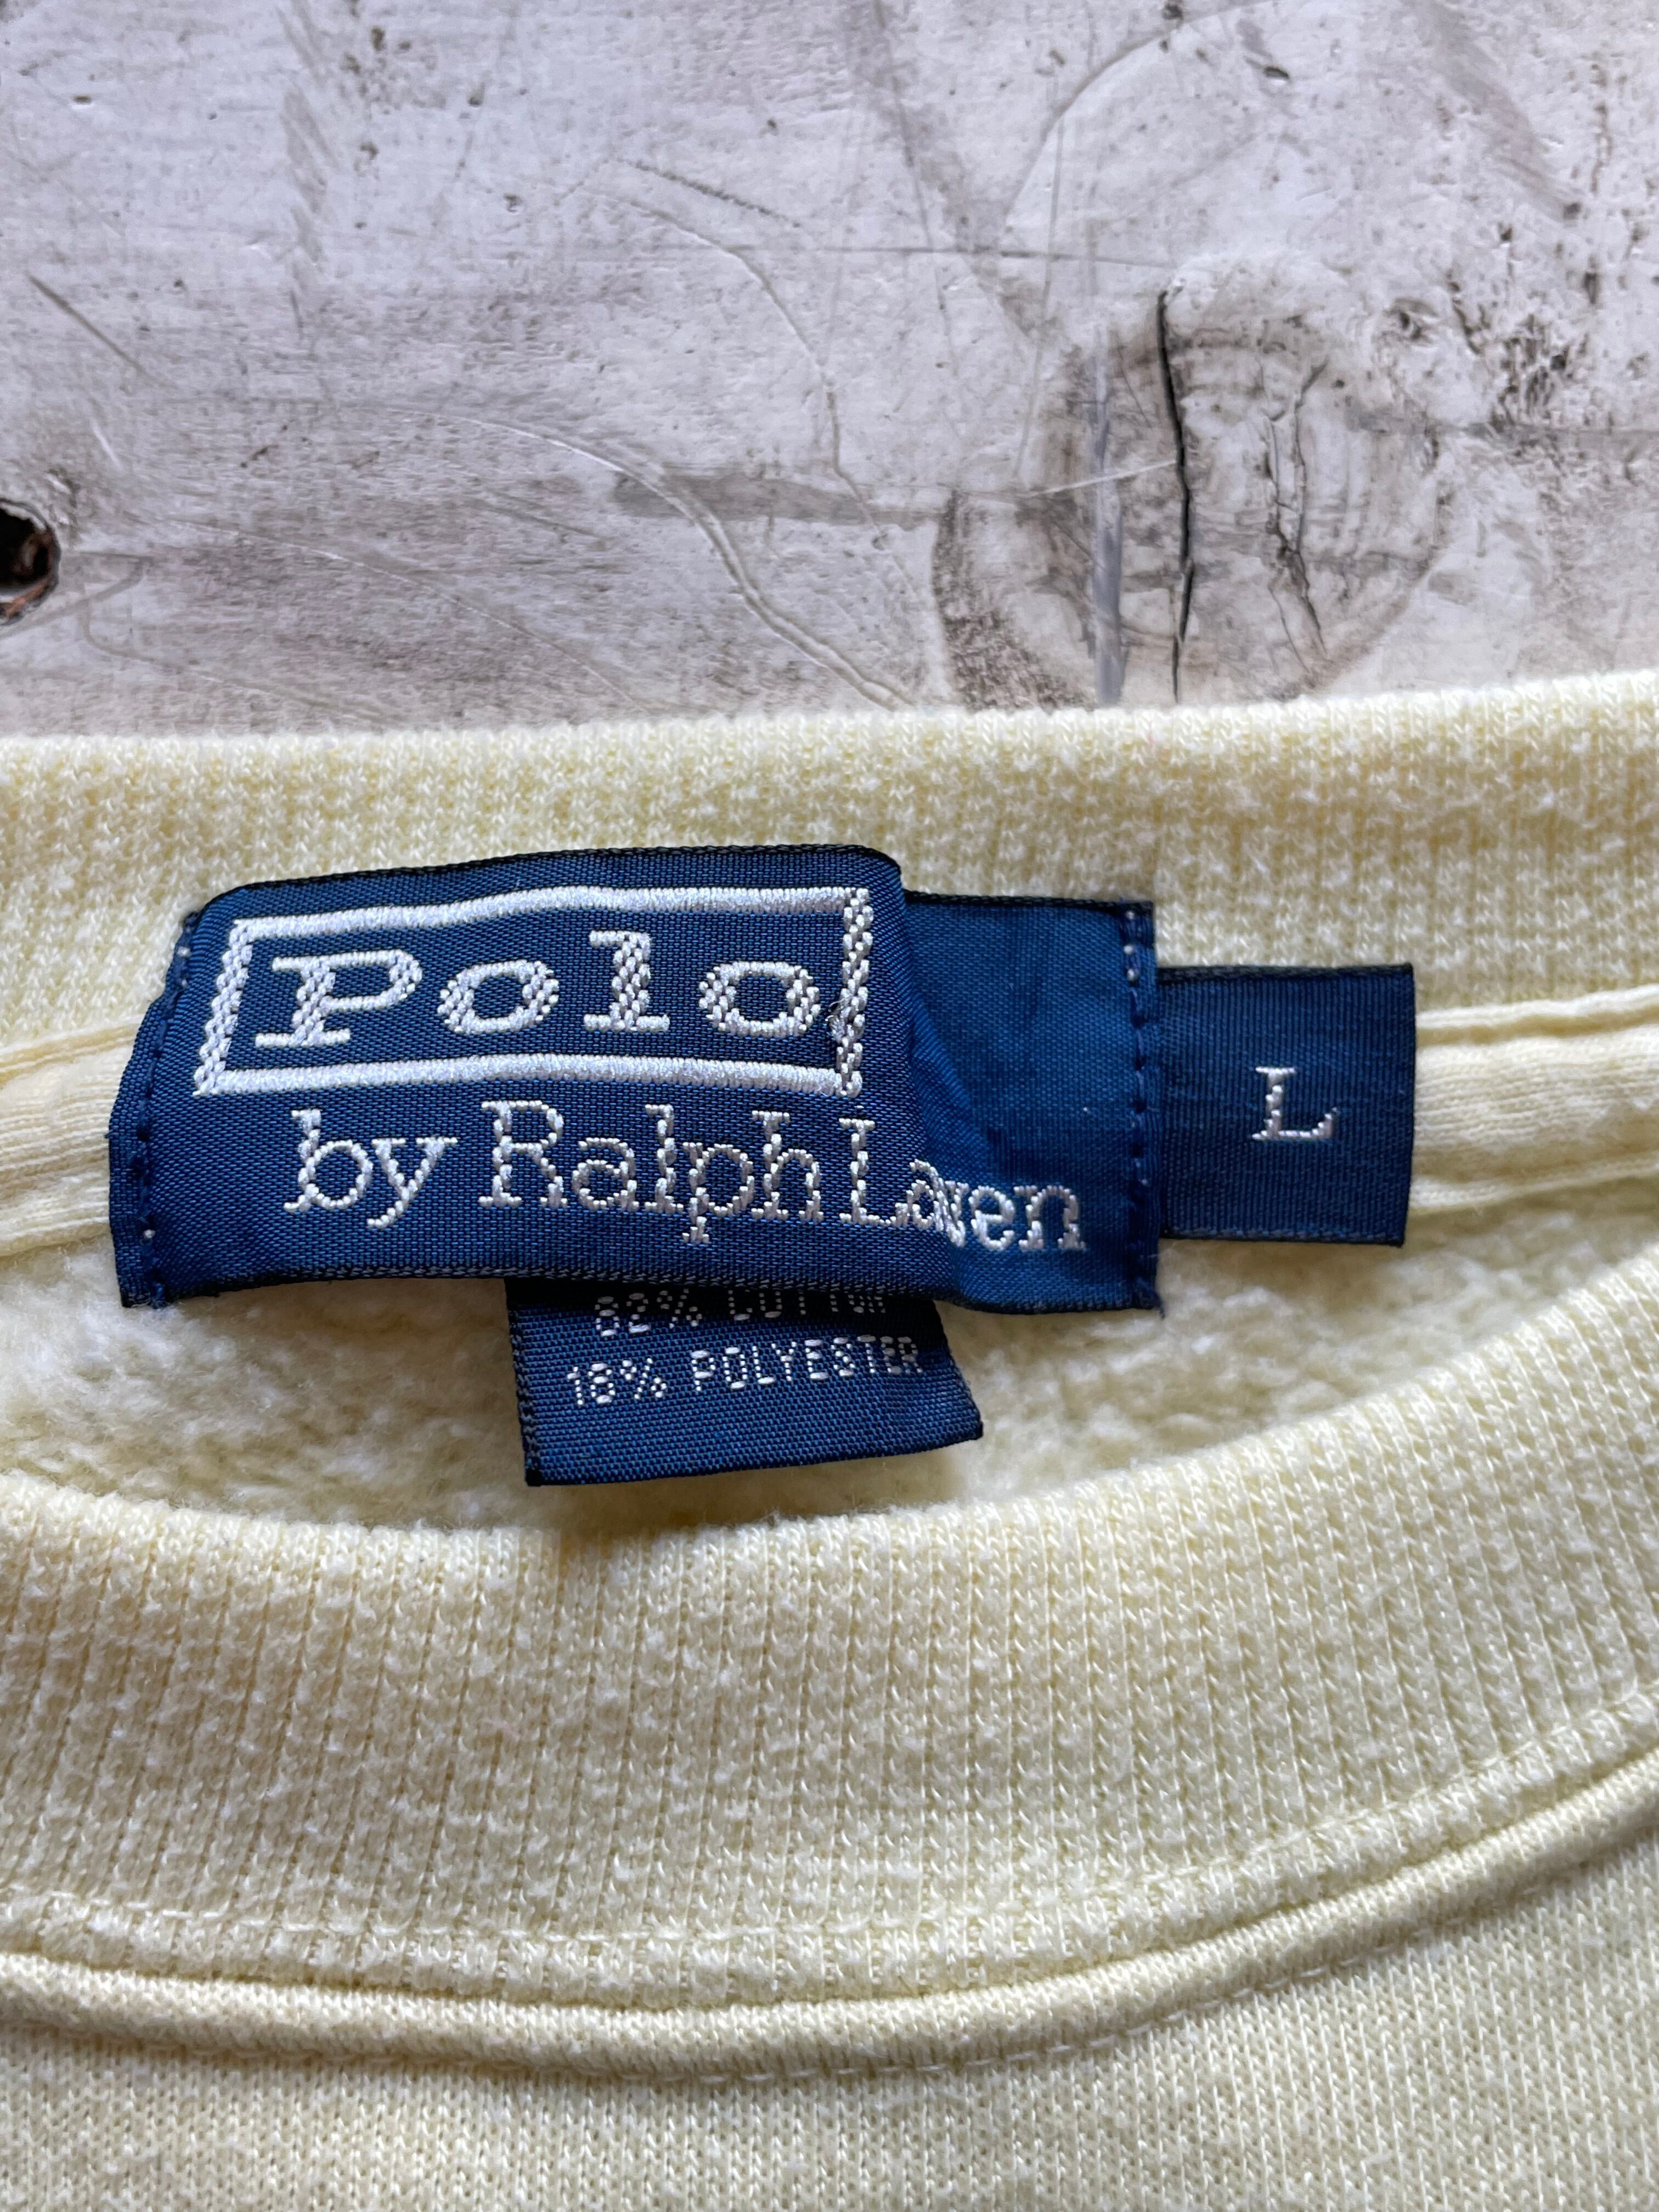 Polo
by Ralph Lauren
L
82% COTTON
18% POLYESTER